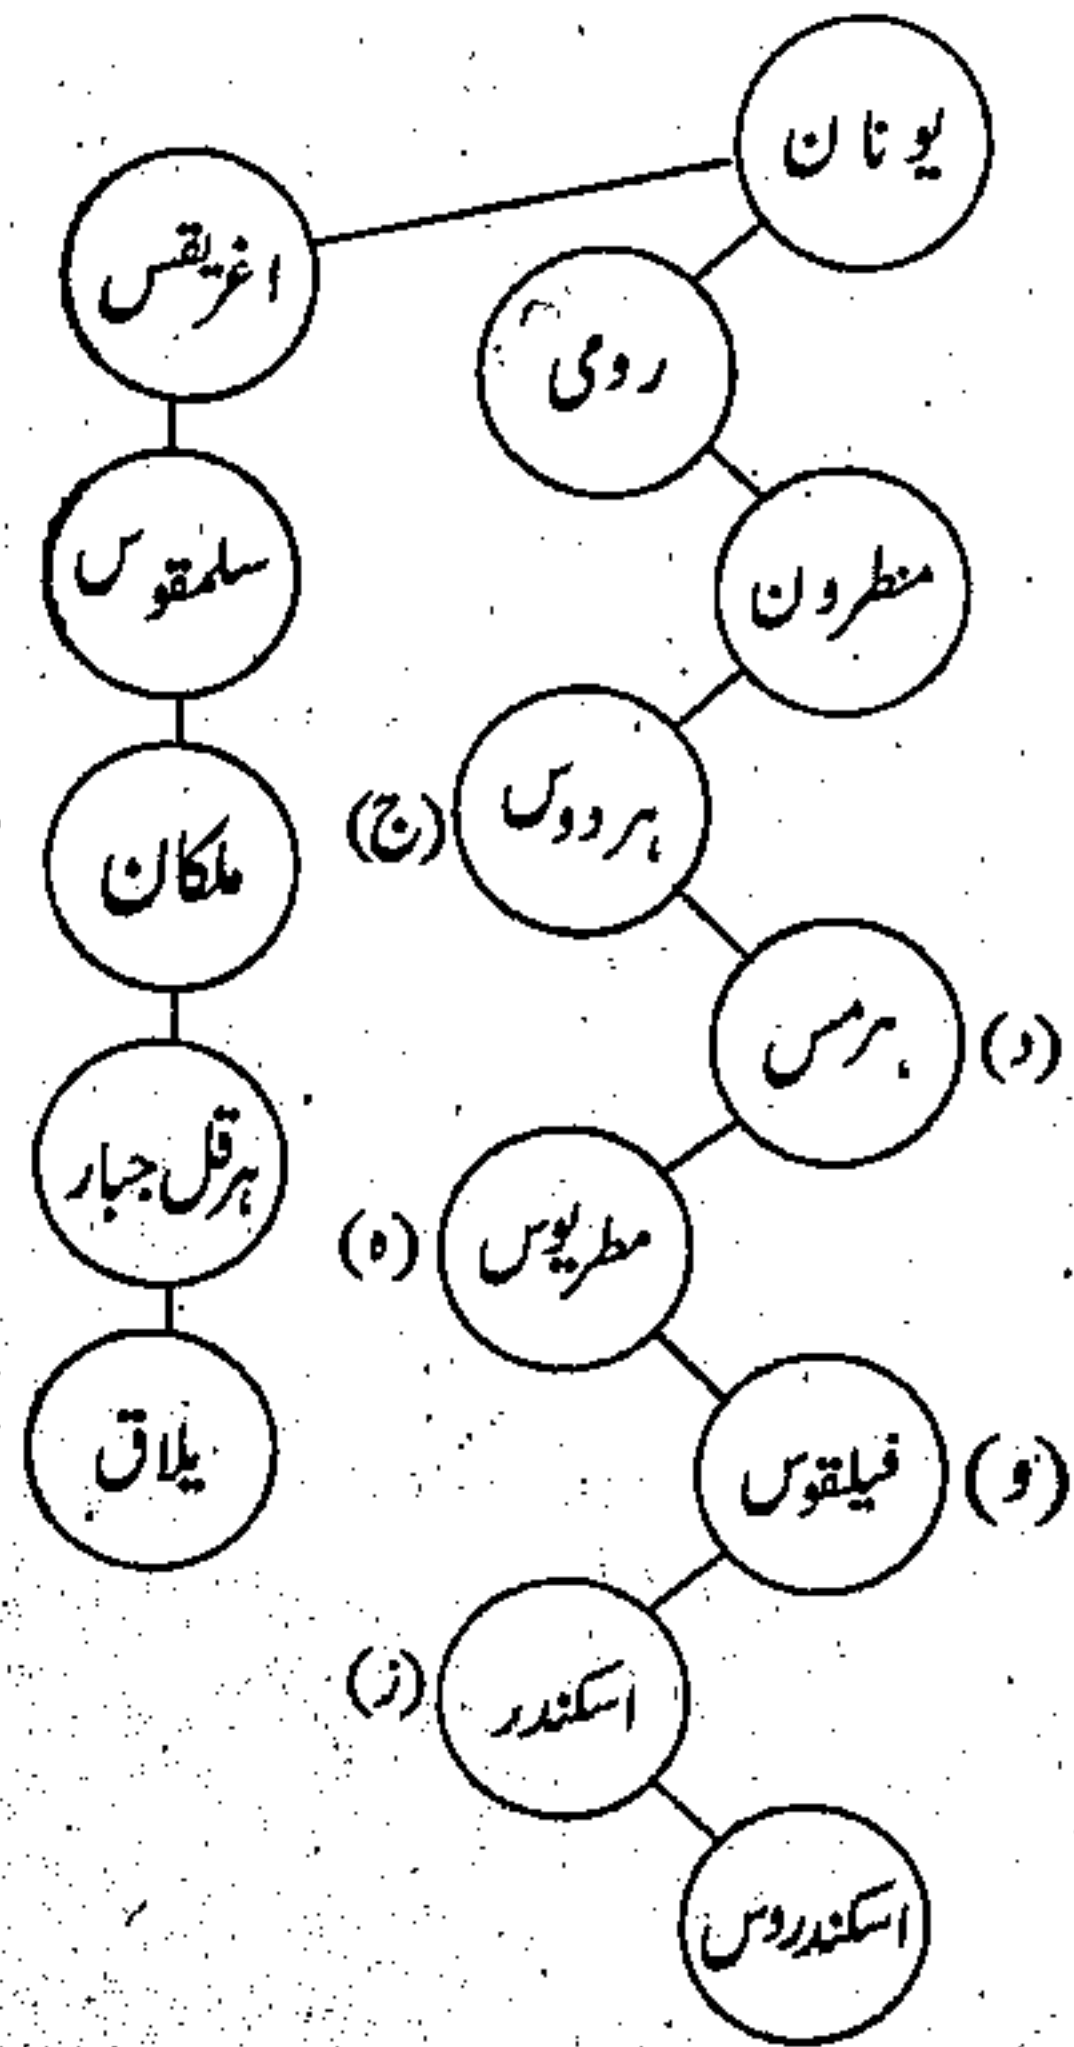 یونان
اغریقس
رومی
سلمقوس
منطرون
ہردوس (ج)
ملکان
ہرمس (د)
ہرقل جبار
مطریوس (ہ)
یلاق
فیلقوس (و)
اسکندر (ز)
اسکندروس